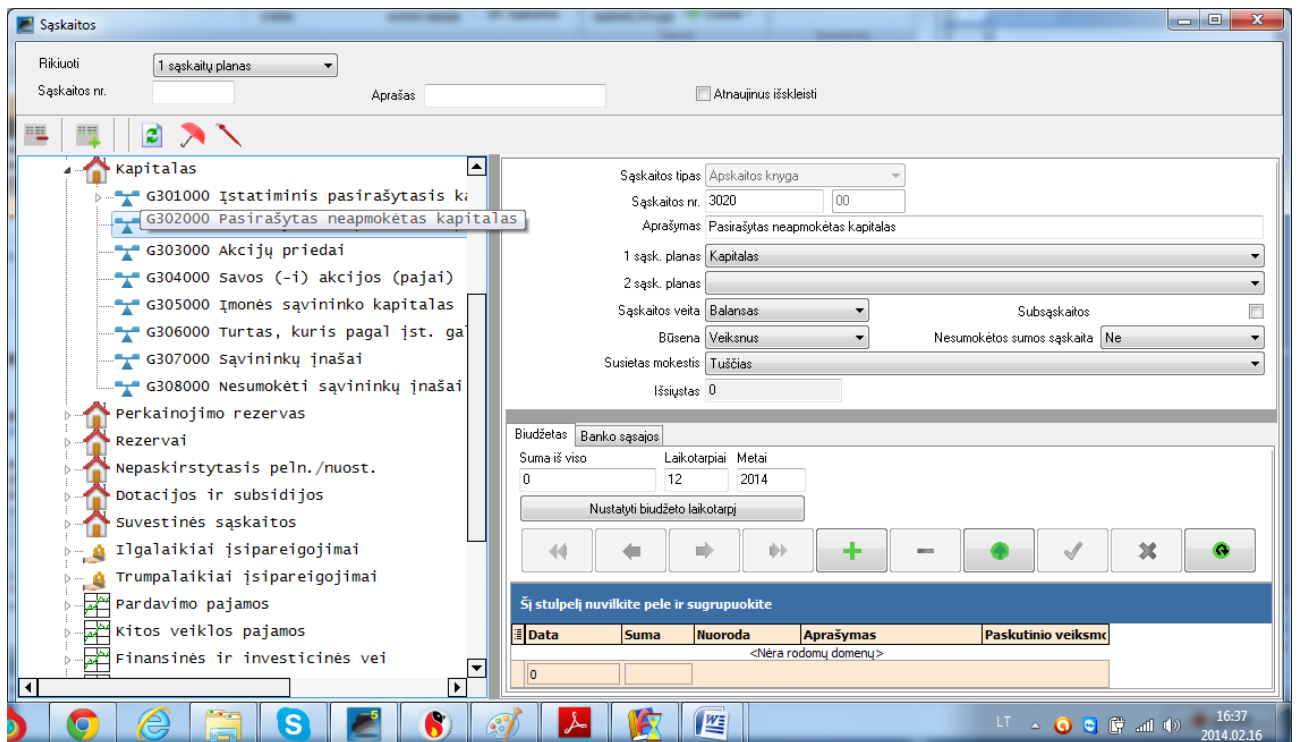 Sąskaitos
Rikiuoti
1 sąskaitų planas
Sąskaitos nr.
Aprašas
Atnaujinus išskleisti
Kapitalas
G301000 Įstatiminis pasirašytasis ka
G302000 Pasirašytas neapmokėtas kapitalas
G303000 Akcijų priedai
G304000 Savos (-i) akcijos (pajai)
G305000 Įmonės sąvininko kapitalas
G306000 Turtas, kuris pagal įst. gal
G307000 Sąvininkų įnašai
G308000 Nesumokėti sąvininkų įnašai
Perkainojimo rezervas
Rezervai
Nepaskirstytasis peln./nuost.
Dotacijos ir subsidijos
Suvestinės sąskaitos
Ilgalaikiai įsipareigojimai
Trumpalaikiai įsipareigojimai
Pardavimo pajamos
Kitos veiklos pajamos
Finansinės ir investicinės vei
Sąskaitos tipas Apskaitos knyga
Sąskaitos nr. 3020 00
Aprašymas Pasirašytas neapmokėtas kapitalas
1 sąsk. planas Kapitalas
2 sąsk. planas
Sąskaitos veita Balansas Subsąskaitos
Būsena Veiksnus Nesumokėtos sumos sąskaita Ne
Susietas mokestis Tuščias
Išsiųstas 0
Biudžetas Banko sąsajos
Suma iš viso Laikotarpiai Metai
0 12 2014
Nustatyti biudžeto laikotarpį
Šį stulpelį nuvilkite pele ir sugrupuokite
Data Suma Nuoroda Aprašymas Paskutinio veiksmo
<Nėra rodomų domenų>
0
LT
16:37
2014.02.16